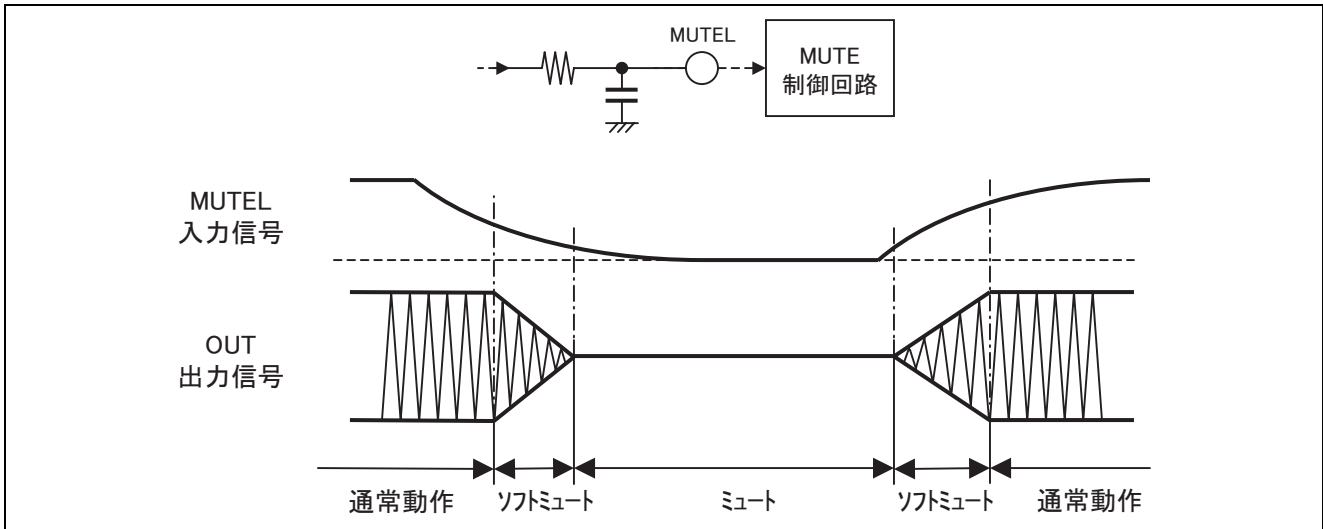 MUTEL
MUTE
制御回路
MUTEL
入力信号
OUT
出力信号
通常動作
ソフトミュート
ミュート
ソフトミュート
通常動作